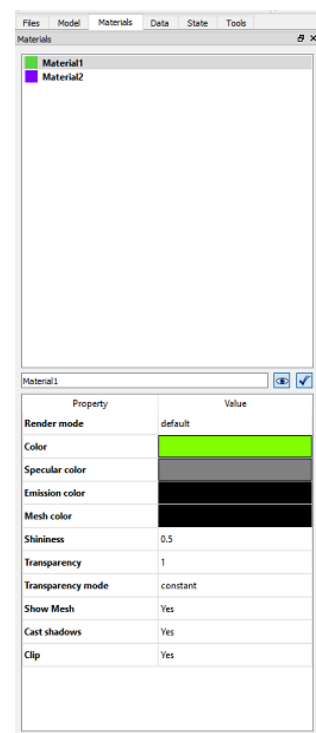 Files Model Materials Data State Tools
Materials
Material1
Material2
Material1
Property Value
Render mode default
Color
Specular color
Emission color
Mesh color
Shininess 0.5
Transparency 1
Transparency mode constant
Show Mesh Yes
Cast shadows Yes
Clip Yes